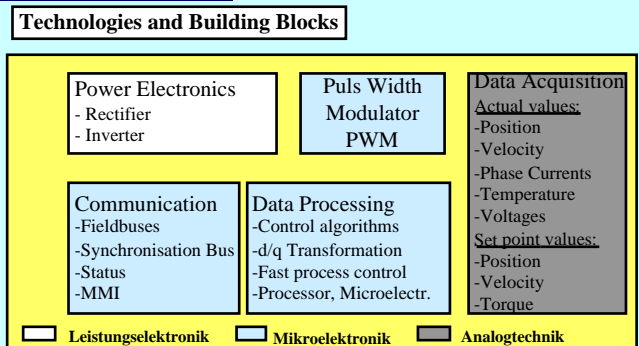 Technologies and Building Blocks
Power Electronics
- Rectifier
- Inverter
Puls Width
Modulator
PWM
Data Acquisition
Actual values:
-Position
-Velocity
-Phase Currents
-Temperature
-Voltages
Set point values:
-Position
-Velocity
-Torque
Communication
-Fieldbuses
-Synchronisation Bus
-Status
-MMI
Data Processing
-Control algorithms
-d/q Transformation
-Fast process control
-Processor, Microelectr.
Leistungselektronik
Mikroelektronik
Analogtechnik